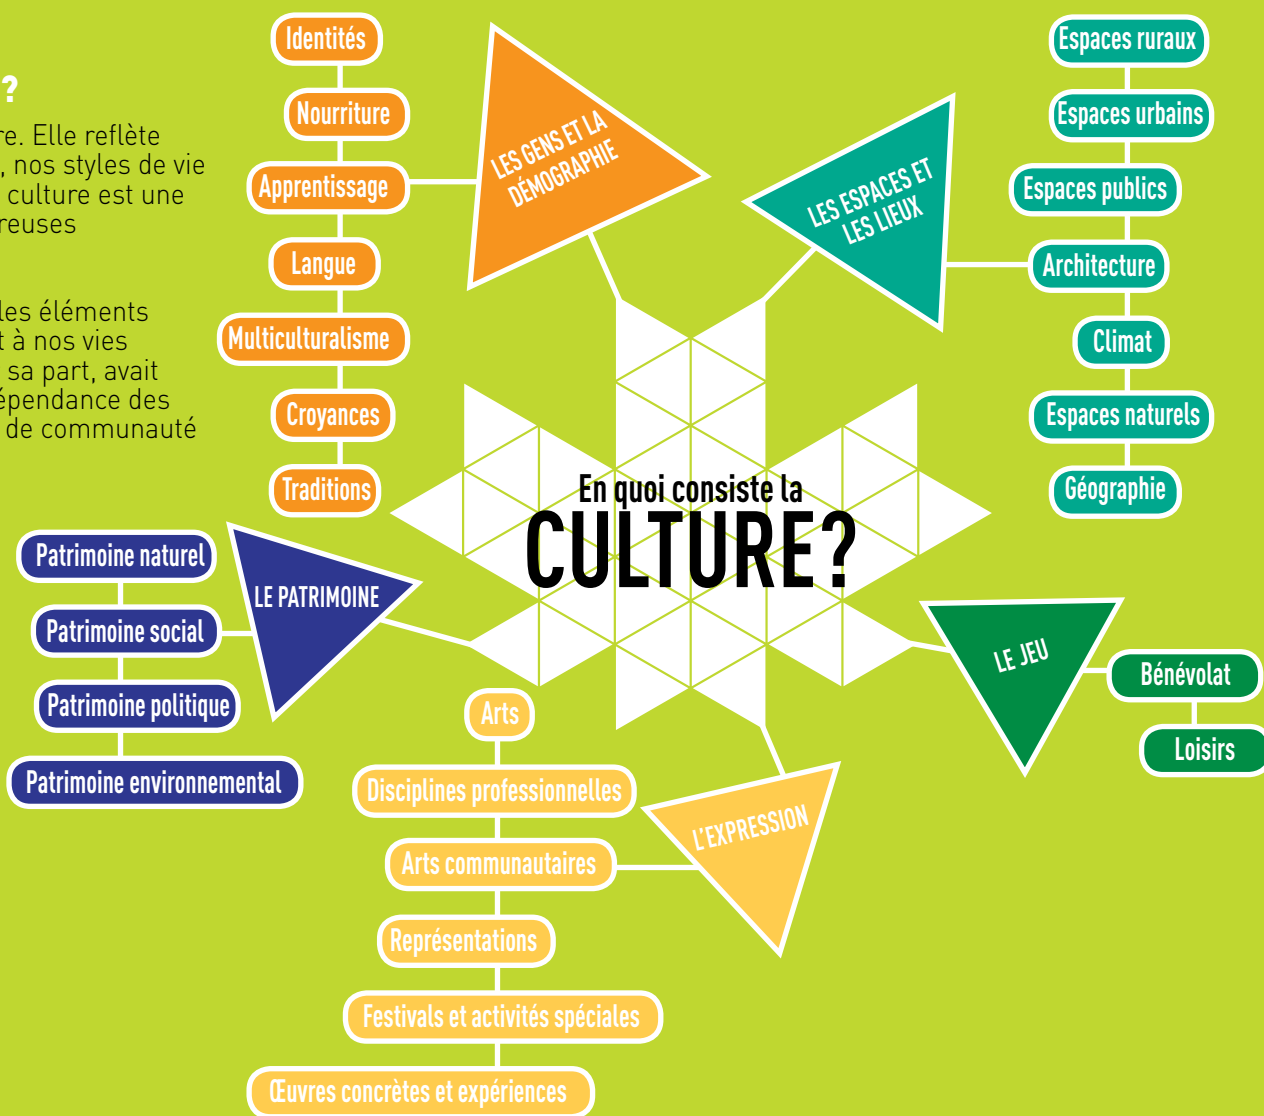 ?
re. Elle reflète
, nos styles de vie
culture est une
reuses
les éléments
t à nos vies
sa part, avait
épendance des
de communauté
Identités
Nourriture
Apprentissage
Langue
Multiculturalisme
Croyances
Traditions
LES GENS ET LA
DÉMOGRAPHIE
LES ESPACES ET
LES LIEUX
Espaces ruraux
Espaces urbains
Espaces publics
Architecture
Climat
Espaces naturels
Géographie
En quoi consiste la
CULTURE?
LE PATRIMOINE
Patrimoine naturel
Patrimoine social
Patrimoine politique
Patrimoine environnemental
LE JEU
Bénévolat
Loisirs
L'EXPRESSION
Arts
Disciplines professionnelles
Arts communautaires
Représentations
Festivals et activités spéciales
Œuvres concrètes et expériences